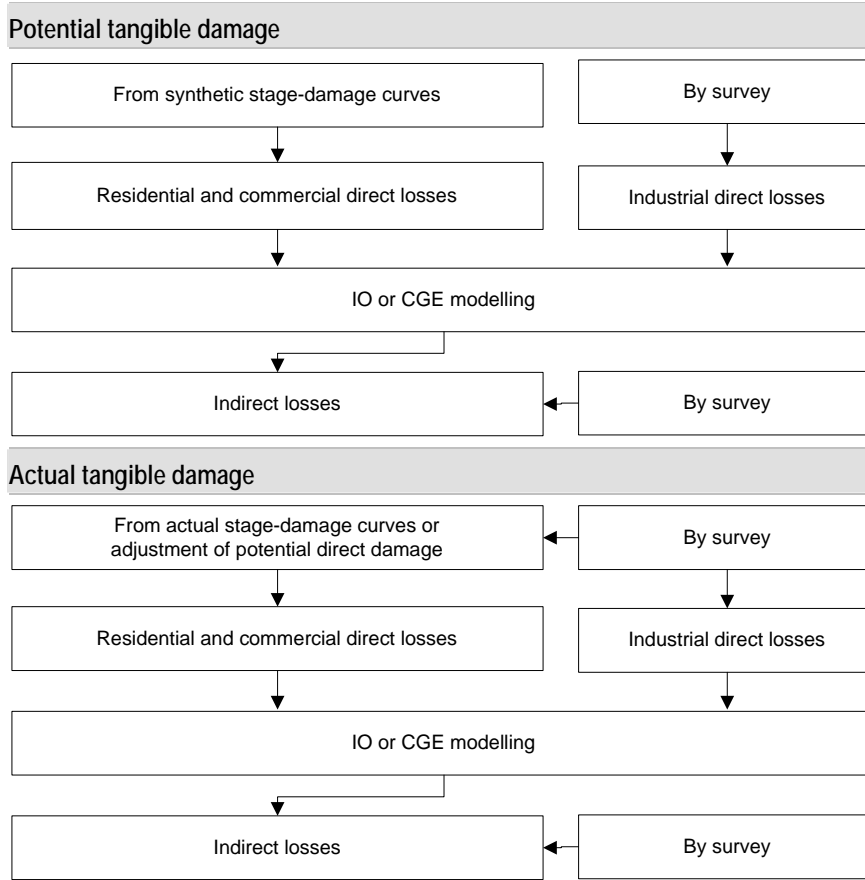 Potential tangible damage
From synthetic stage-damage curves
By survey
Residential and commercial direct losses
Industrial direct losses
IO or CGE modelling
Indirect losses
By survey
Actual tangible damage
From actual stage-damage curves or
adjustment of potential direct damage
By survey
Residential and commercial direct losses
Industrial direct losses
IO or CGE modelling
Indirect losses
By survey